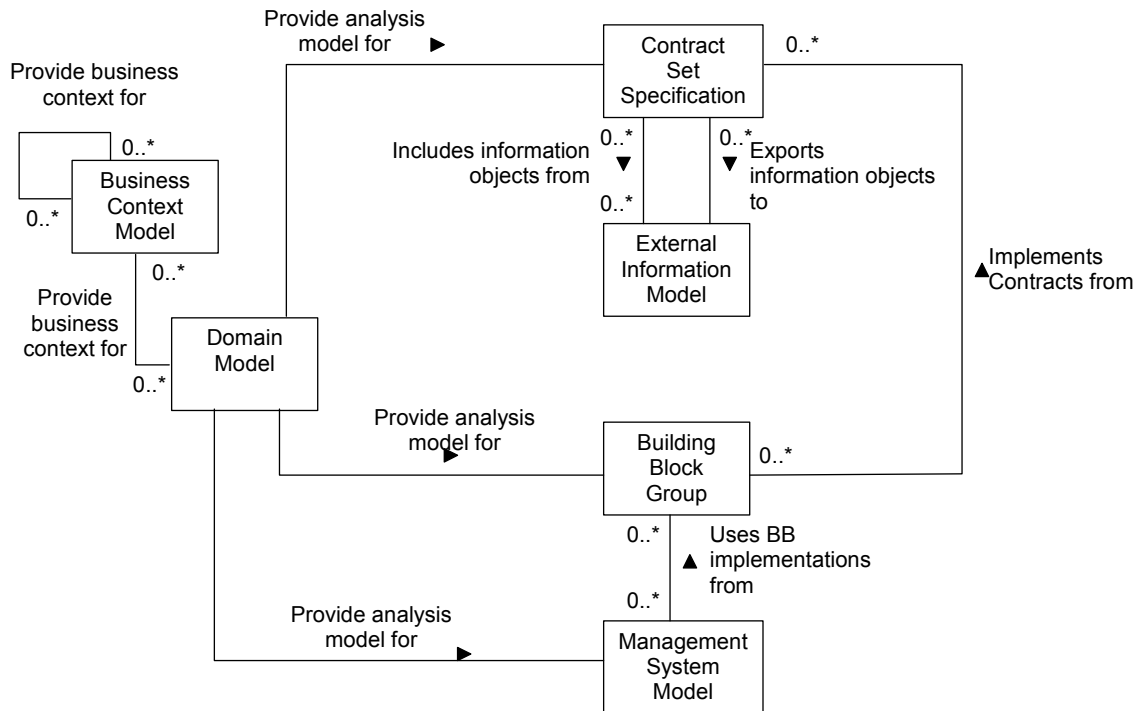 Provide analysis
model for
Contract
Set
Specification
0..*
Provide business
context for
0..*
0..*
Business
Context
Model
0..*
Includes information
objects from
0..*
0..*
0..*
Exports
information objects
to
External
Information
Model
Implements
Contracts from
Provide
business
context for
0..*
Domain
Model
Provide analysis
model for
Building
Block
Group
0..*
0..*
Uses BB
implementations
from
0..*
Provide analysis
model for
Management
System
Model